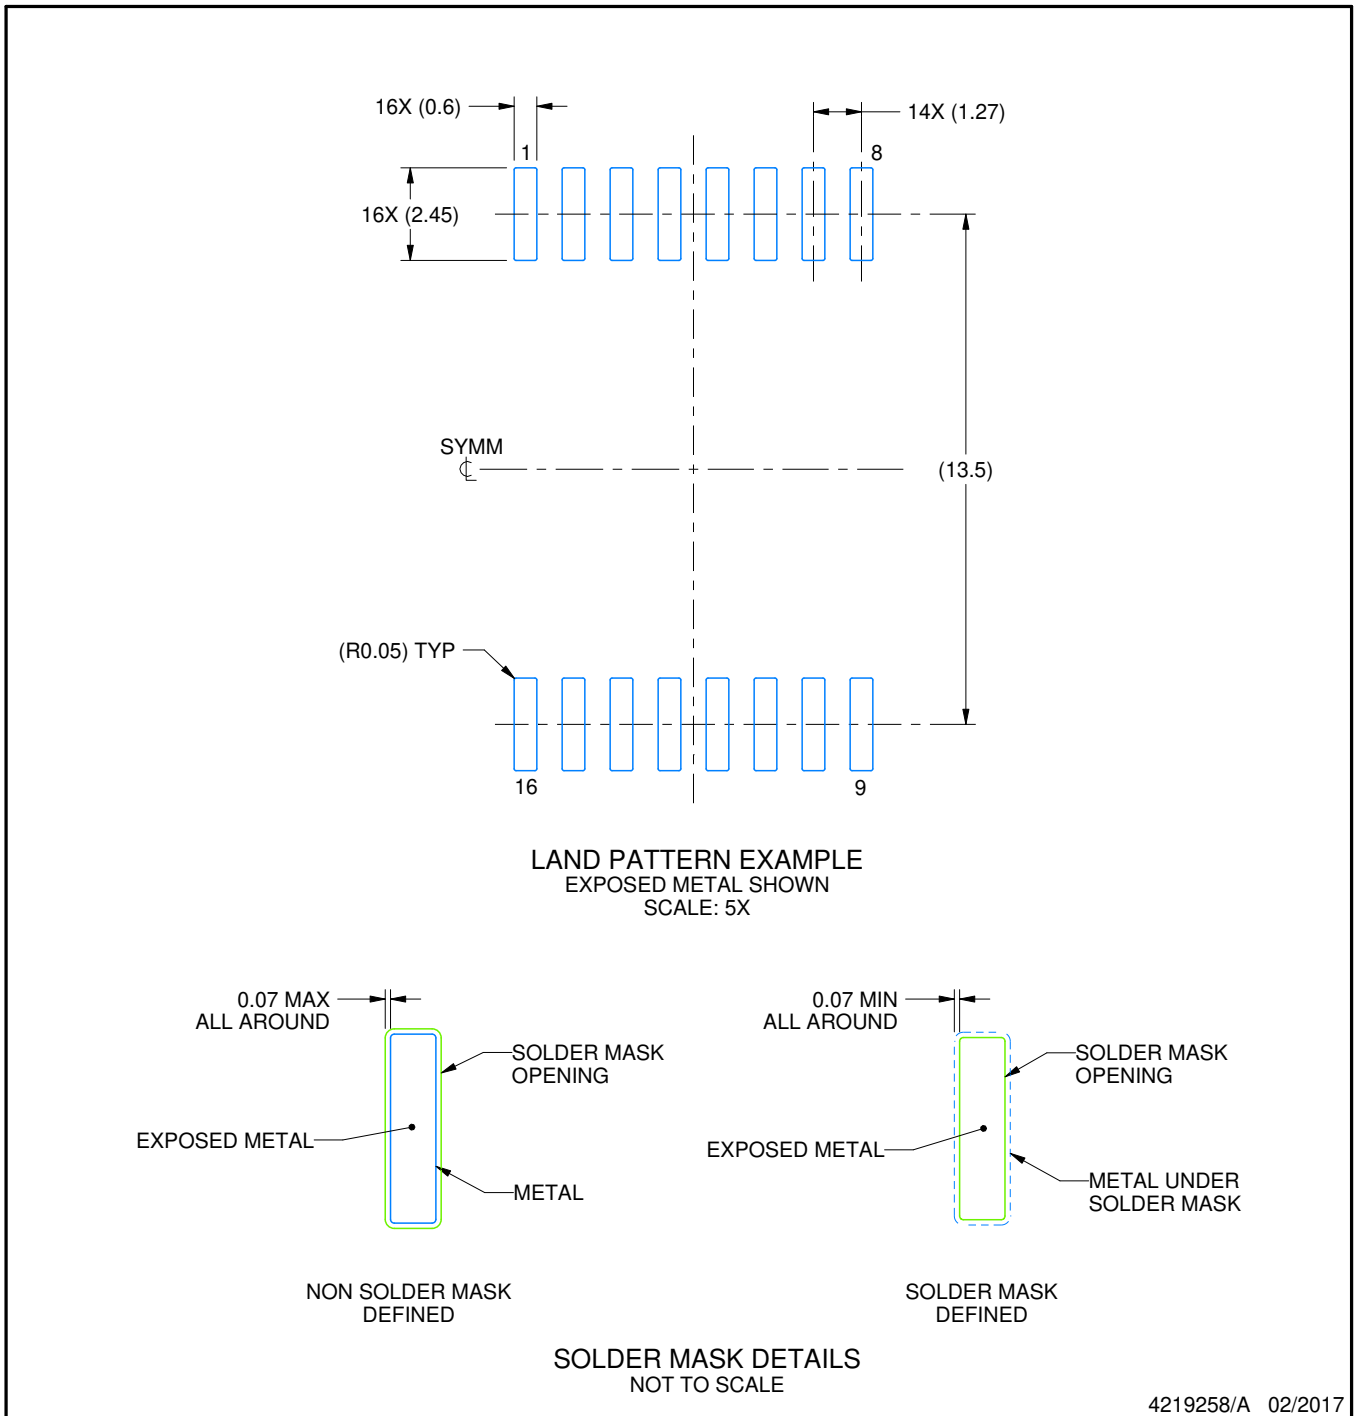 16X (0.6)
14X (1.27)
1
8
16X (2.45)
SYMM
(13.5)
(R0.05) TYP
16
9
LAND PATTERN EXAMPLE
EXPOSED METAL SHOWN
SCALE: 5X
0.07 MAX
ALL AROUND
SOLDER MASK
OPENING
EXPOSED METAL
METAL
NON SOLDER MASK
DEFINED
0.07 MIN
ALL AROUND
SOLDER MASK
OPENING
EXPOSED METAL
METAL UNDER
SOLDER MASK
SOLDER MASK
DEFINED
SOLDER MASK DETAILS
NOT TO SCALE
4219258/A 02/2017